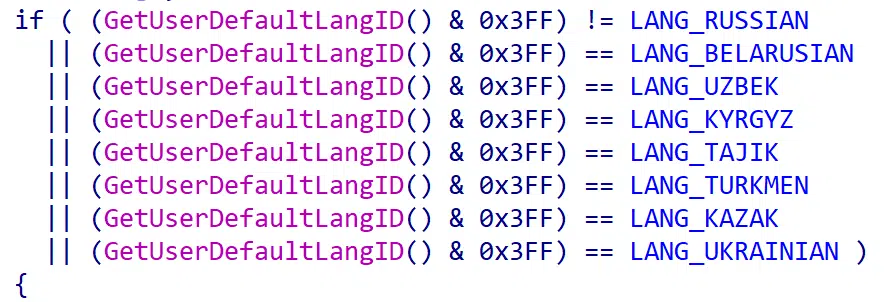 if ( (GetUserDefaultLangID() & 0x3FF) != LANG_RUSSIAN
|| (GetUserDefaultLangID() & 0x3FF) == LANG_BELARUSIAN
|| (GetUserDefaultLangID() & 0x3FF) == LANG_UZBEK
|| (GetUserDefaultLangID() & 0x3FF) == LANG_KYRGYZ
|| (GetUserDefaultLangID() & 0x3FF) == LANG_TAJIK
|| (GetUserDefaultLangID() & 0x3FF) == LANG_TURKMEN
|| (GetUserDefaultLangID() & 0x3FF) == LANG_KAZAK
|| (GetUserDefaultLangID() & 0x3FF) == LANG_UKRAINIAN )
{